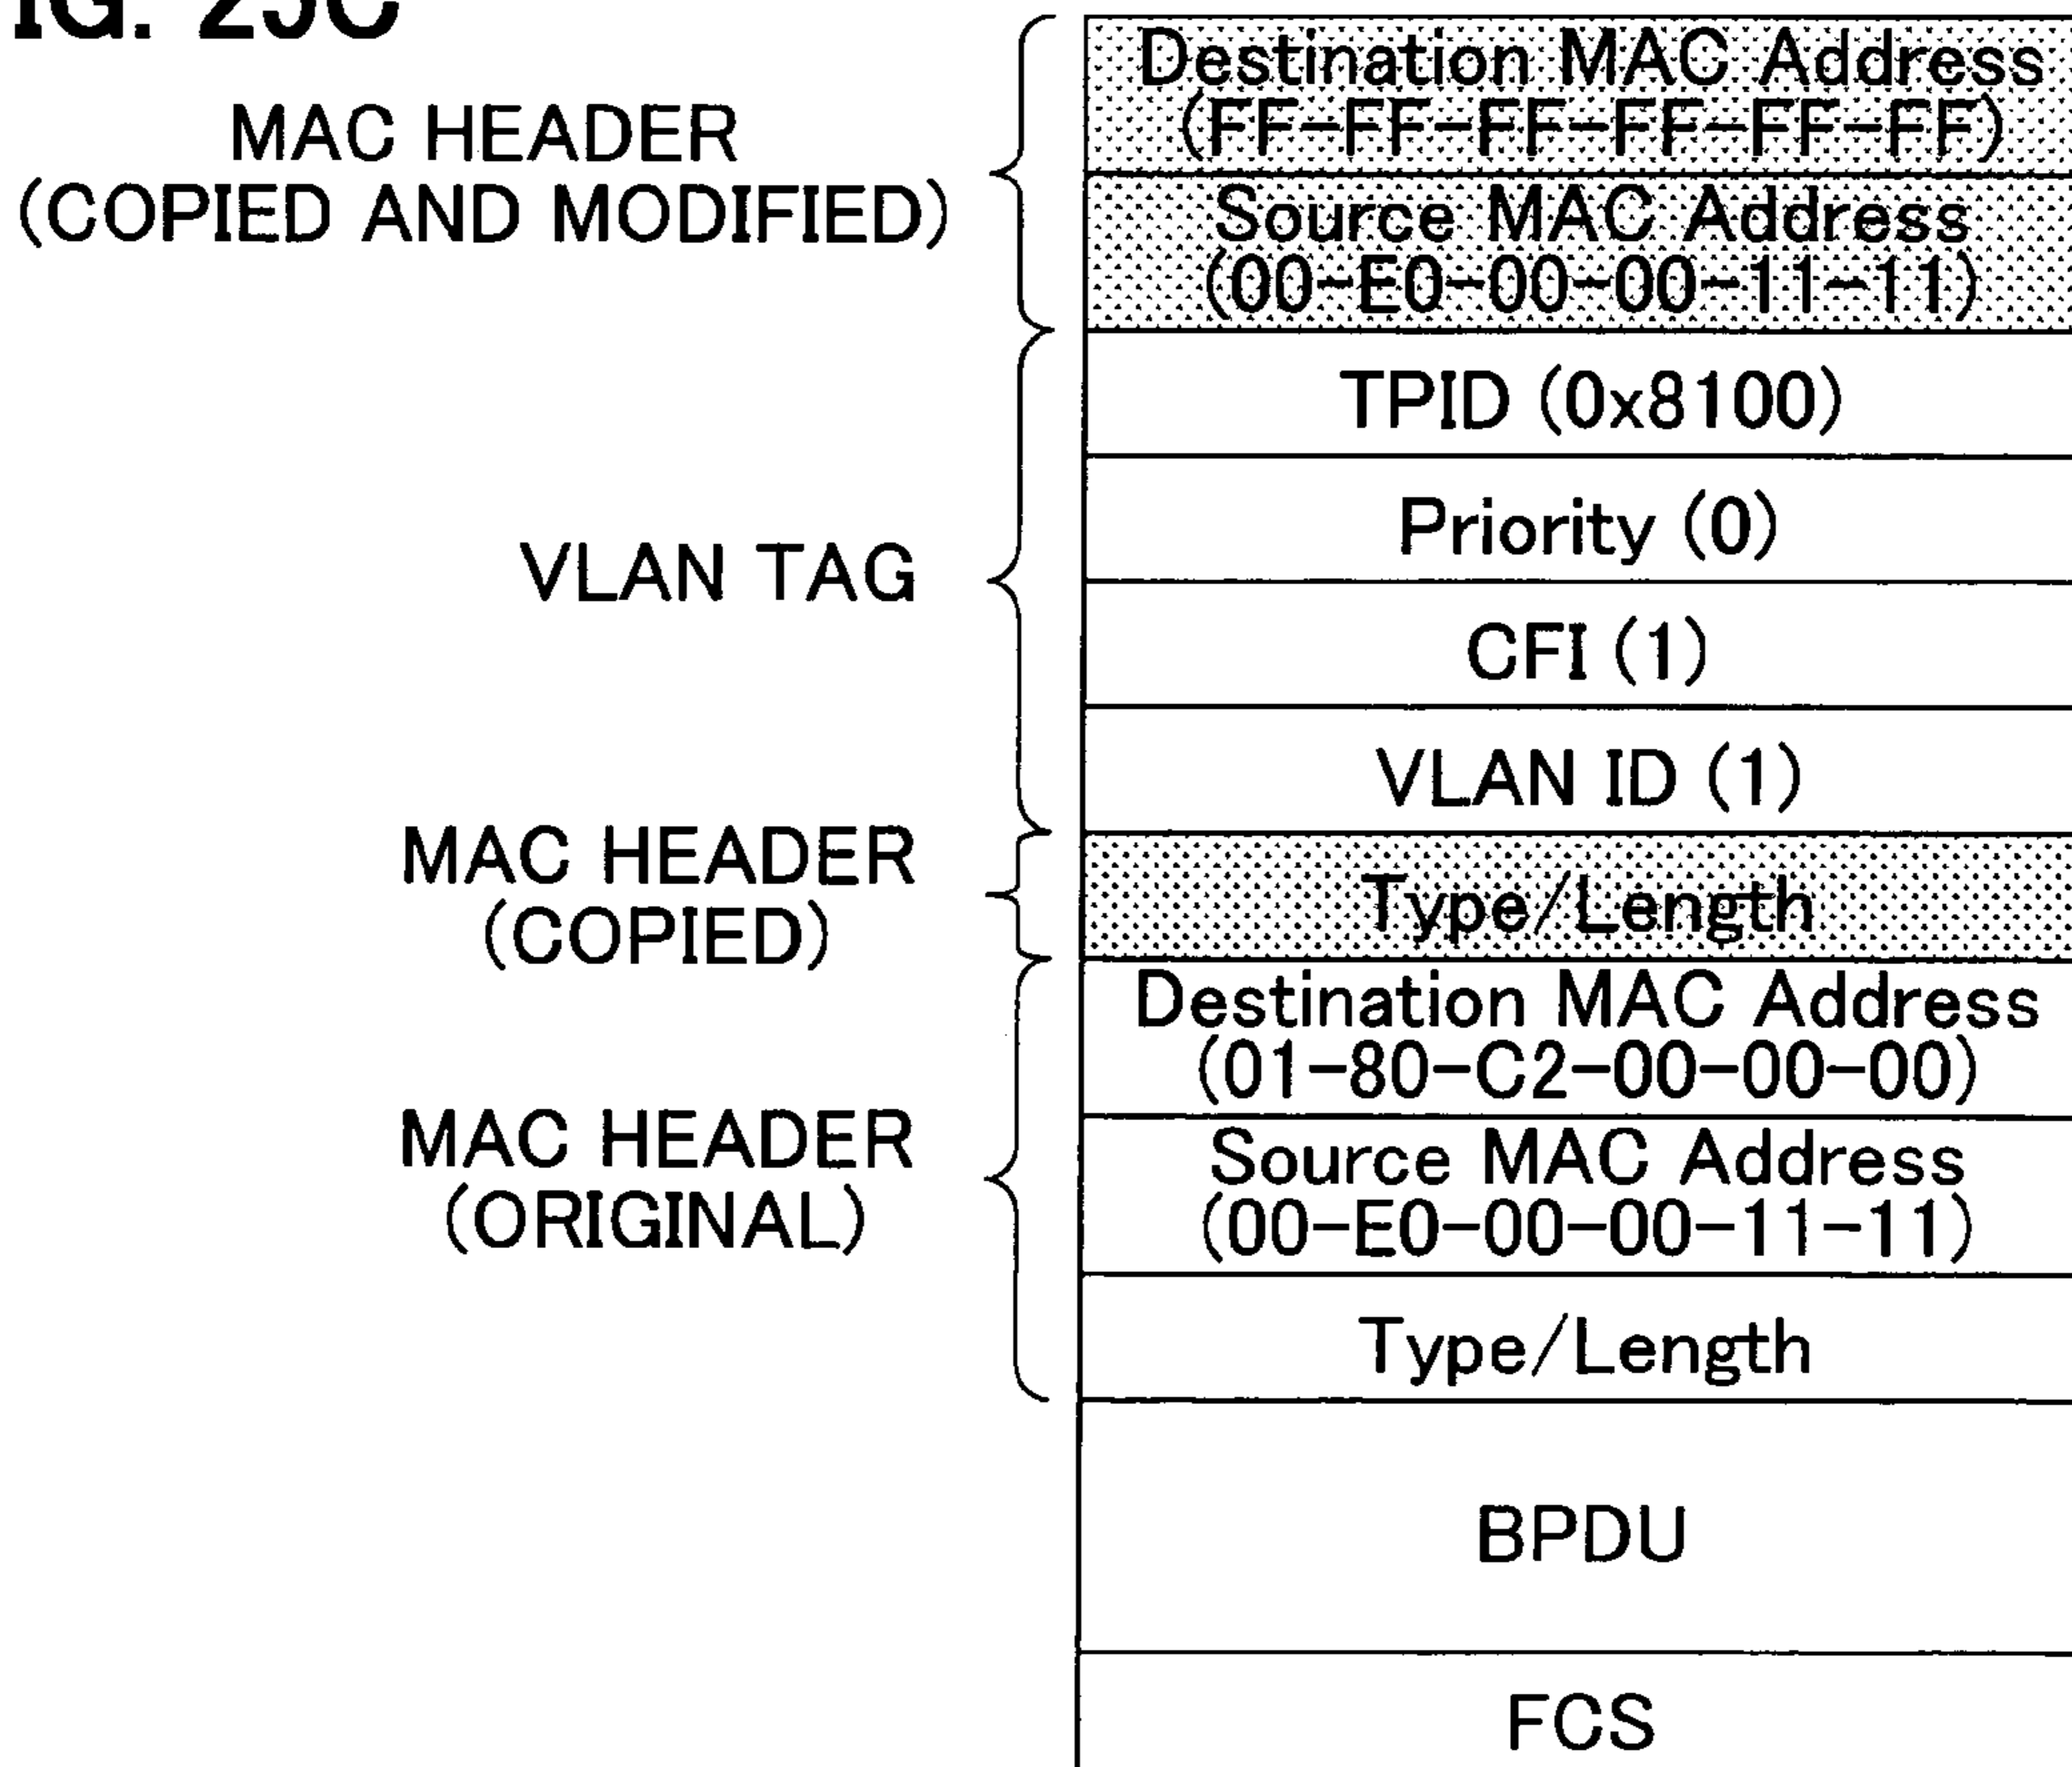 MAC HEADER
(COPIED AND MODIFIED)
Destination MAC Address
(FF-FF-FF-FF-FF-FF)
Source MAC Address
(00-E0-00-00-11-11)
VLAN TAG
TPID (0x8100)
Priority (0)
CFI (1)
VLAN ID (1)
MAC HEADER
(COPIED)
Type/Length
MAC HEADER
(ORIGINAL)
Destination MAC Address
(01-80-C2-00-00-00)
Source MAC Address
(00-E0-00-00-11-11)
Type/Length
BPDU
FCS